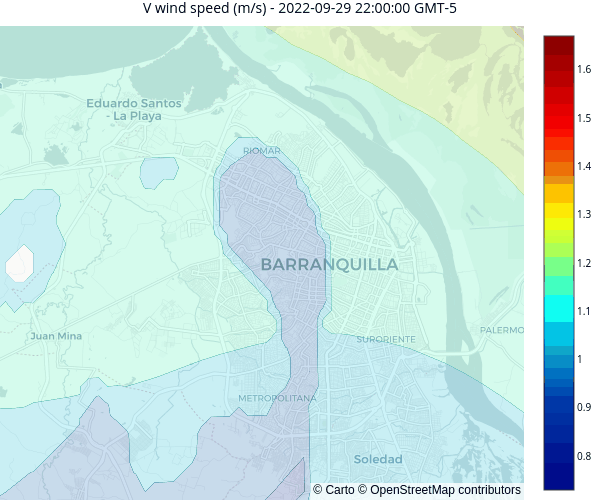 V wind speed (m/s) - 2022-09-29 22:00:00 GMT-5
Eduardo Santos
- La Playa
RIOMAR
BARRANQUILLA
Juan Mina
SURORIENTE
PALERMO
METROPOLITANA
Soledad
© Carto © OpenStreetMap contributors
1.6
1.5
1.4
1.3
1.2
1.1
1
0.9
0.8